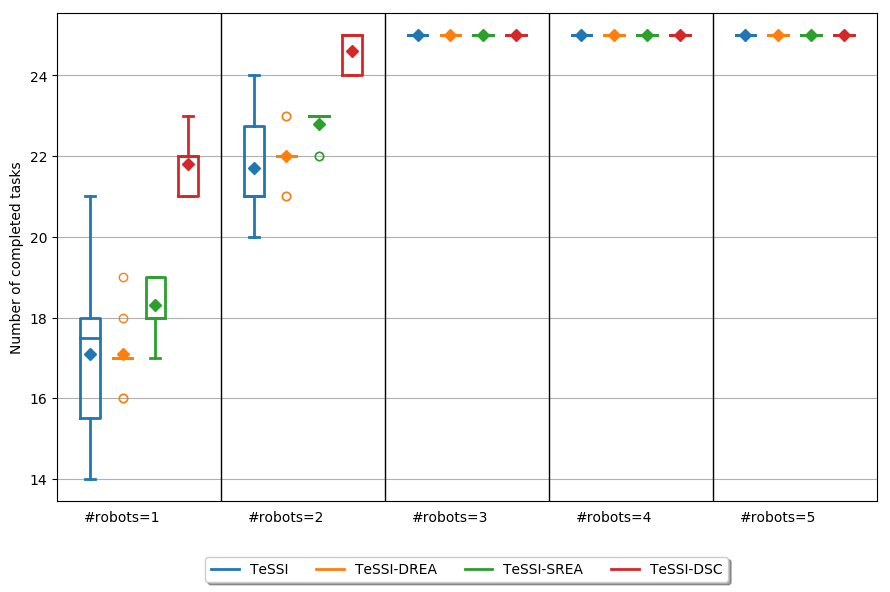 Number of completed tasks
24
22
20
18
16
14
#robots=1 #robots=2 #robots=3 #robots=4 #robots=5
TeSSI TeSSI-DREA TeSSI-SREA TeSSI-DSC